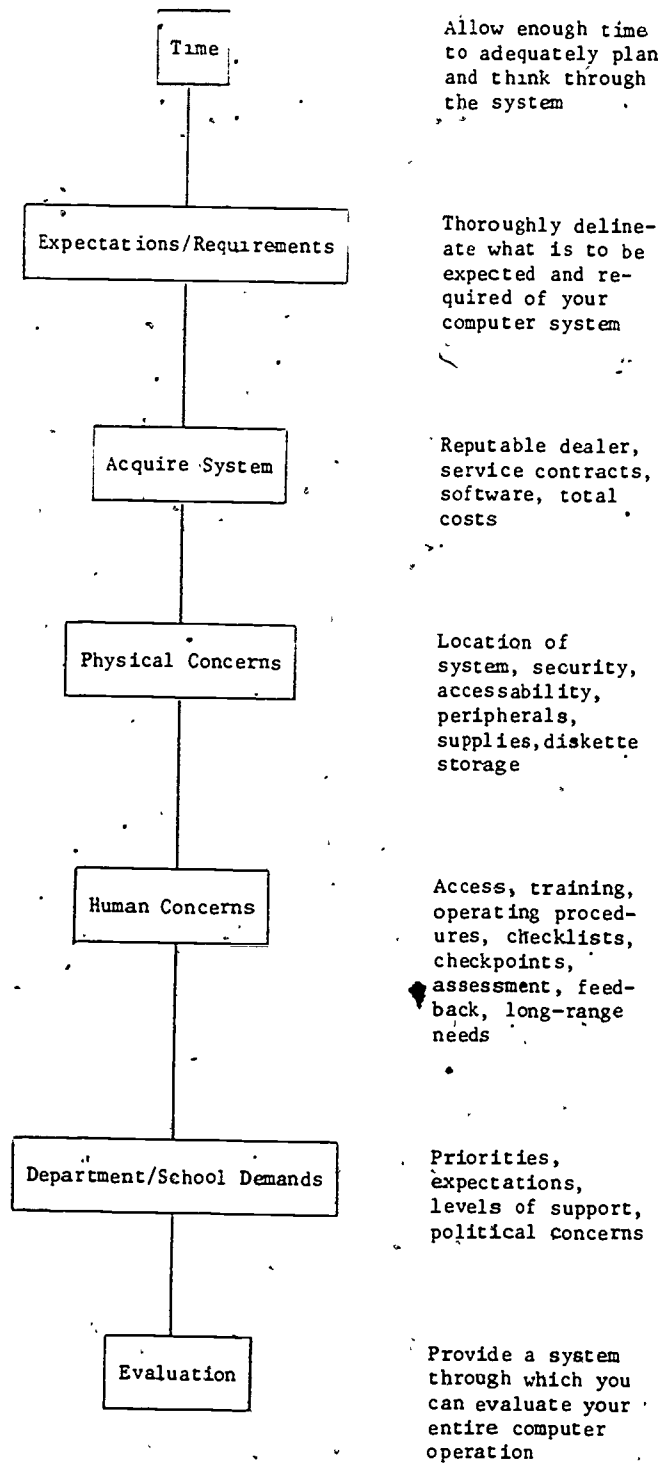 Time
Allow enough time
to adequately plan
and think through
the system
Expectations/Requirements
Thoroughly deline-
ate what is to be
expected and re-
quired of your
computer system
Acquire System
Reputable dealer,
service contracts,
software, total
costs
Physical Concerns
Location of
system, security,
accessability,
peripherals,
supplies,diskette
storage
Human Concerns
Access, training,
operating proced-
ures, checklists,
checkpoints,
assessment, feed-
back, long-range
needs
Department/School Demands
Priorities,
expectations,
levels of support,
political concerns
Evaluation
Provide a system
through which you
can evaluate your
entire computer
operation